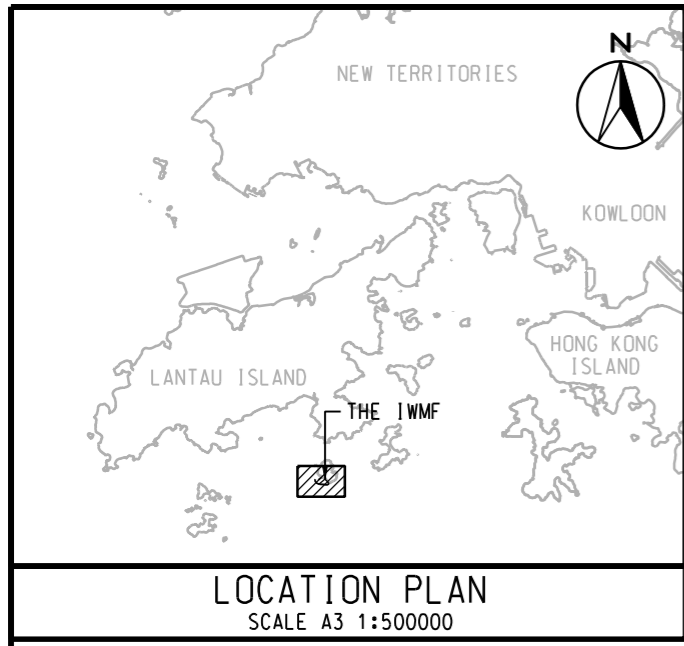 N
NEW TERRITORIES
KOWLOON
HONG KONG
ISLAND
LANTAU ISLAND
THE IWMF
LOCATION PLAN
SCALE A3 1:500000